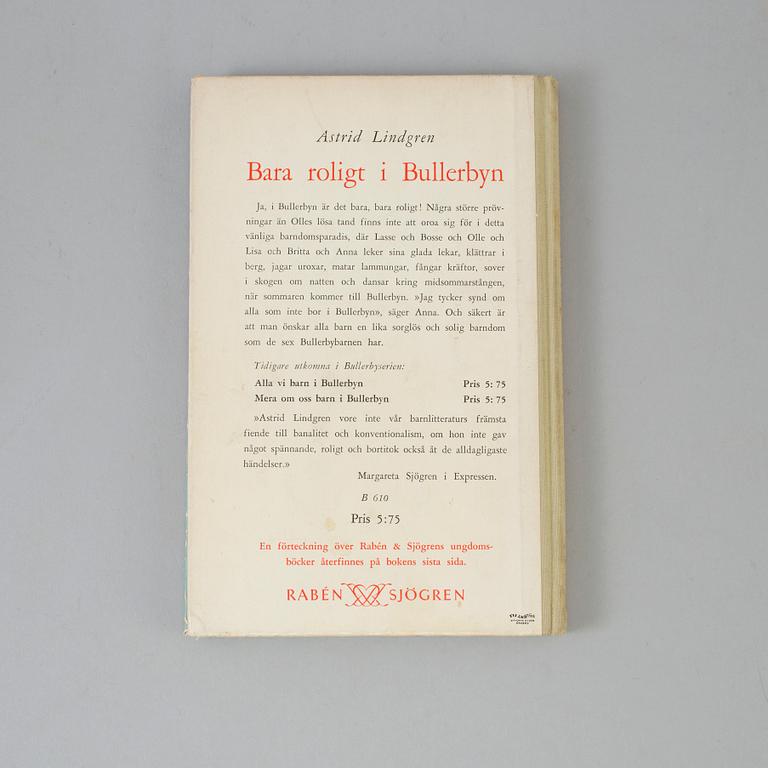 Astrid Lindgren
Bara roligt i Bullerbyn
Ja, i Bullerbyn är det bara, bara roligt! Några större pröv-
ningar än Olles lösa tand finns inte att oroa sig för i detta
vänliga barndomsparadis, där Lasse och Bosse och Olle och
Lisa och Britta och Anna leker sina glada lekar, klättrar i
berg, jagar uroxar, matar lammungar, fångar kräftor, sover
i skogen om natten och dansar kring midsommarstången,
när sommaren kommer till Bullerbyn. »Jag tycker synd om
alla som inte bor i Bullerbyn», säger Anna. Och säkert är
att man önskar alla barn en lika sorglös och solig barndom
som de sex Bullerbybarnen har.
Tidigare utkomna i Bullerbyserien:
Alla vi barn i Bullerbyn Pris 5: 75
Mera om oss barn i Bullerbyn Pris 5: 75
»Astrid Lindgren vore inte vår barnlitteraturs främsta
fiende till banalitet och konventionalism, om hon inte gav
något spännande, roligt och bortitok också åt de alldagligaste
händelser.»
Margareta Sjögren i Expressen.
B 610
Pris 5:75
En förteckning över Rabén & Sjögrens ungdoms-
böcker återfinnes på bokens sista sida.
RABÉN SJÖGREN